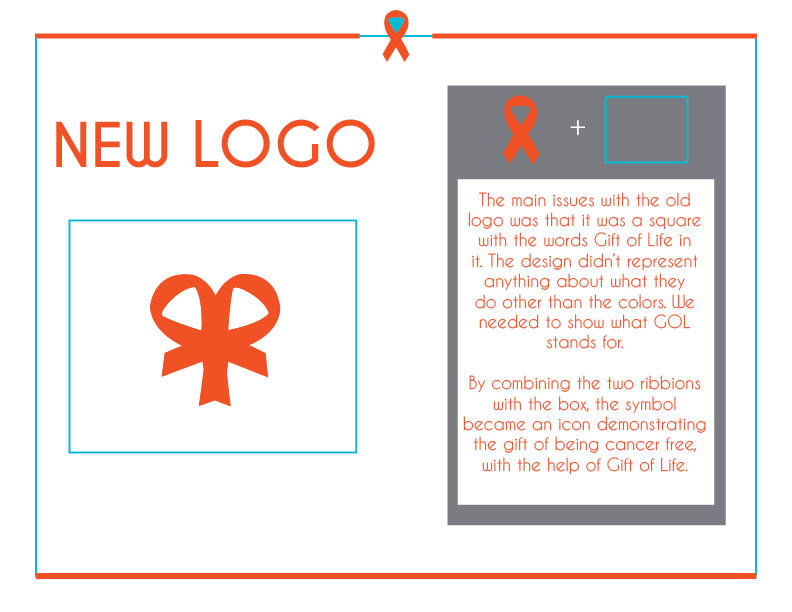 NEW LOGO
+
The main issues with the old
logo was that it was a square
with the words Gift of Life in
it. The design didn't represent
anything about what they
do other than the colors. We
needed to show what GOL
stands for.
By combining the two ribbions
with the box, the symbol
became an icon demonstrating
the gift of being cancer free,
with the help of Gift of Life.